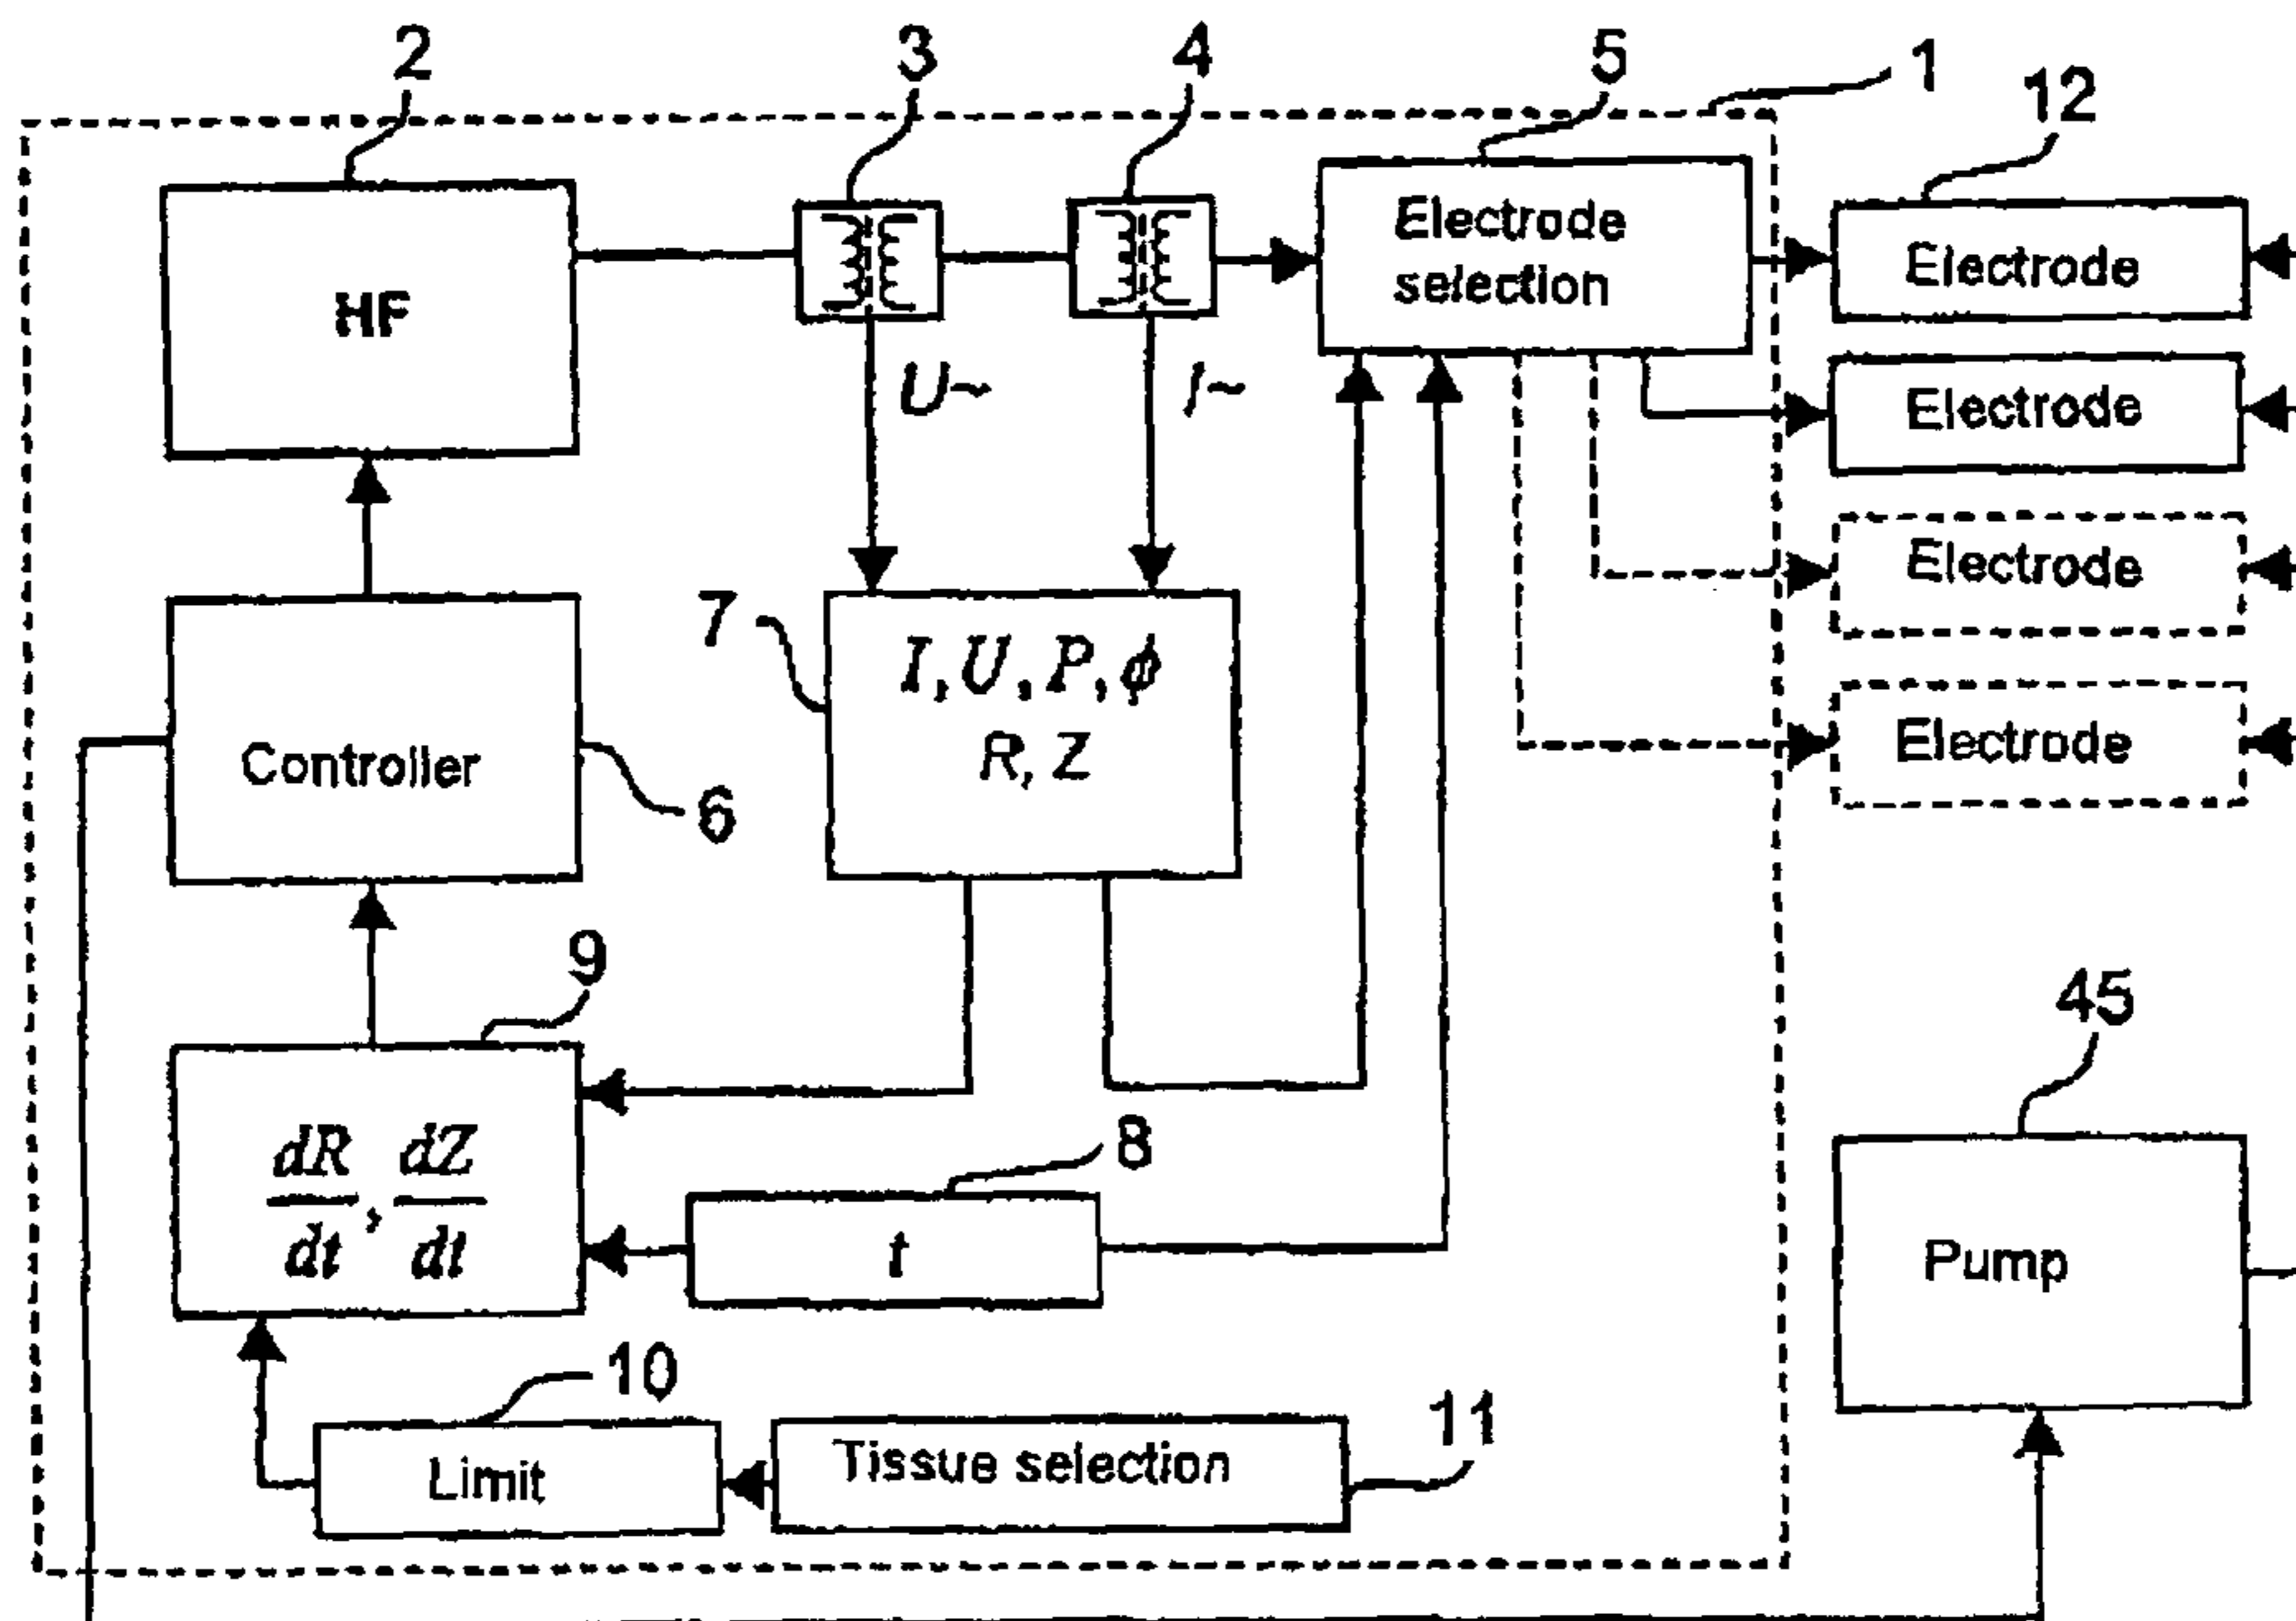 2
3
4
5
1
12
HF
Electrode
selection
Electrode
U~
I~
Electrode
Electrode
Electrode
7
I, U, P, ϕ
R, Z
Controller
6
9
45
dR/dt, dZ/dt
8
t
Pump
10
11
Limit
Tissue selection